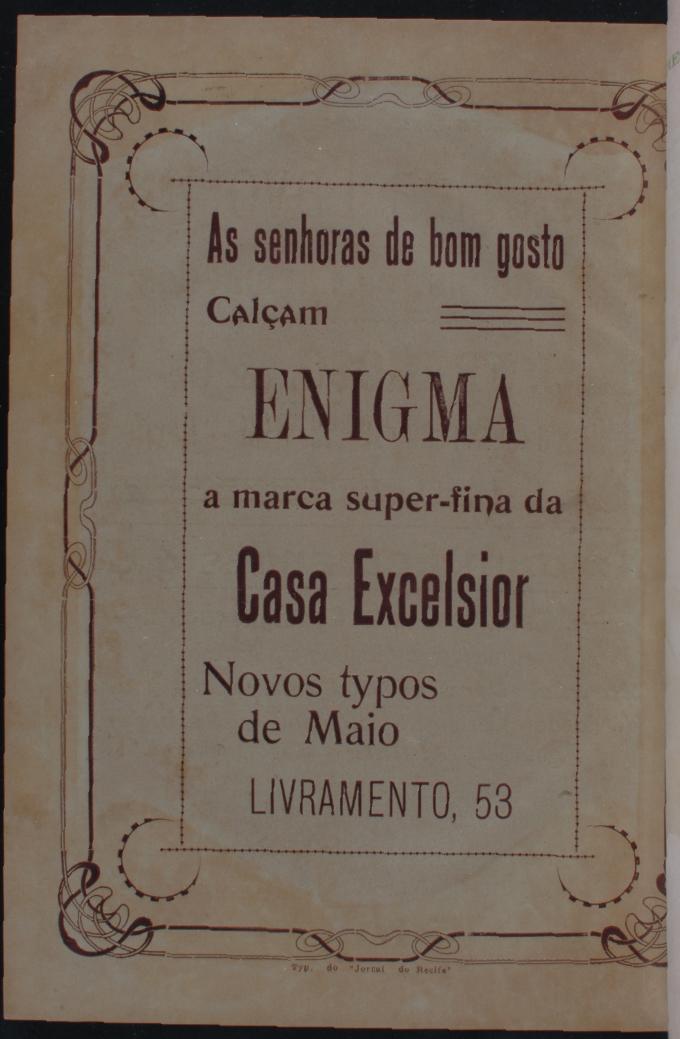 As senhoras de bom gosto
Calçam
ENIGMA
a marca super-fina da
Casa Excelsior
Novos typos
de Maio
LIVRAMENTO, 53
Typ. do "Jornal do Recife"